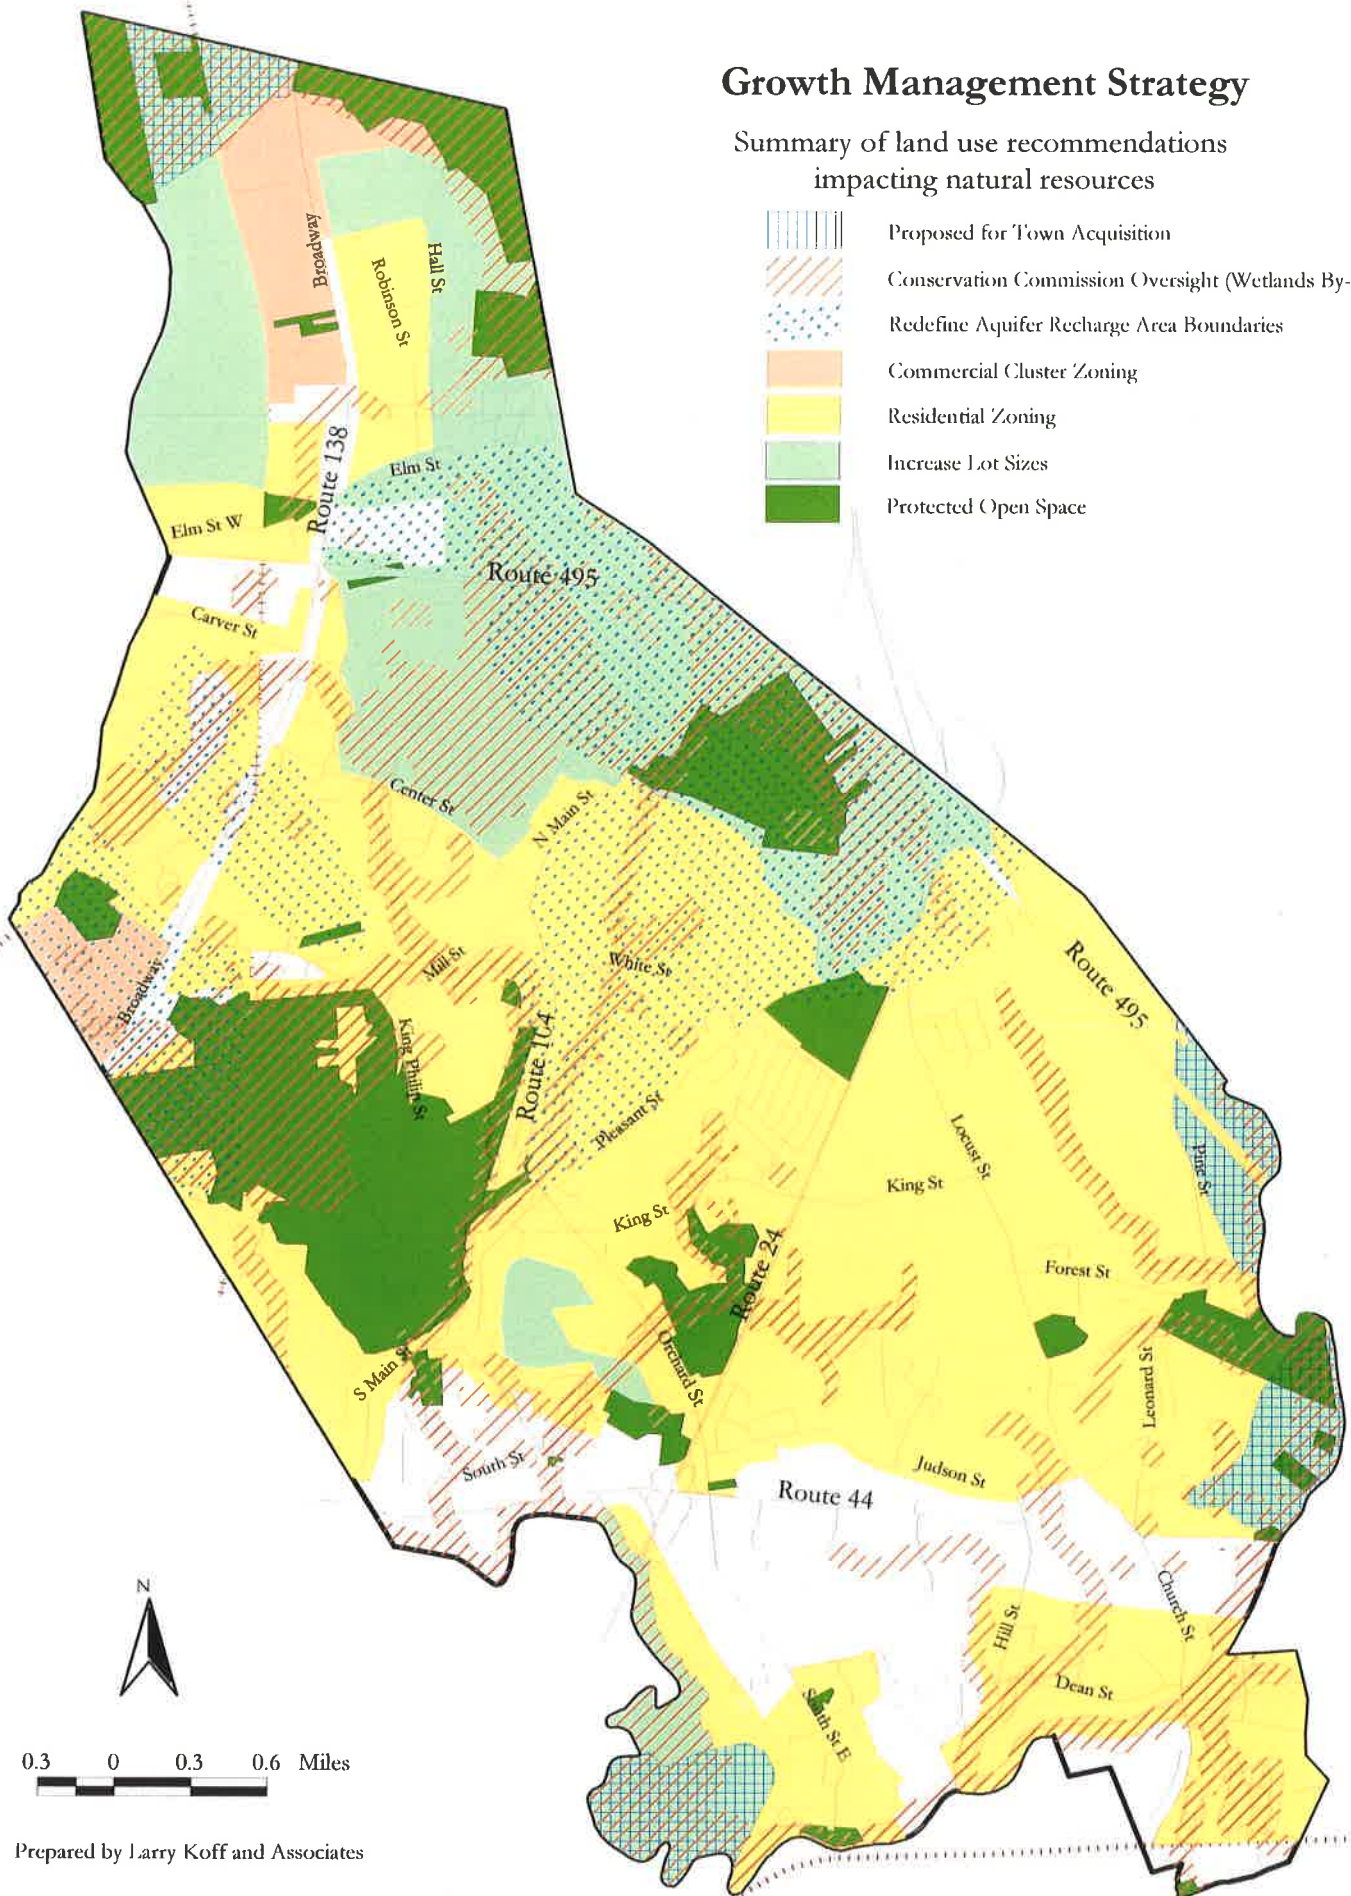 Growth Management Strategy
Summary of land use recommendations
impacting natural resources
Proposed for Town Acquisition
Conservation Commission Oversight (Wetlands By-
Redefine Aquifer Recharge Area Boundaries
Commercial Cluster Zoning
Residential Zoning
Increase Lot Sizes
Protected Open Space
Broadway
Robinson St
Hall St
Route 138
Elm St
Elm St W
Route 495
Carver St
Center St
N Main St
Mill St
White St
Broadway
King Philip St
Route 104
Pleasant St
Route 495
Locust St
Pine St
King St
King St
Route 24
Forest St
Orchard St
S Main St
Leonard St
South St
Judson St
Route 44
Church St
Hill St
Dean St
South St E
N
0.3 0 0.3 0.6 Miles
Prepared by Larry Koff and Associates